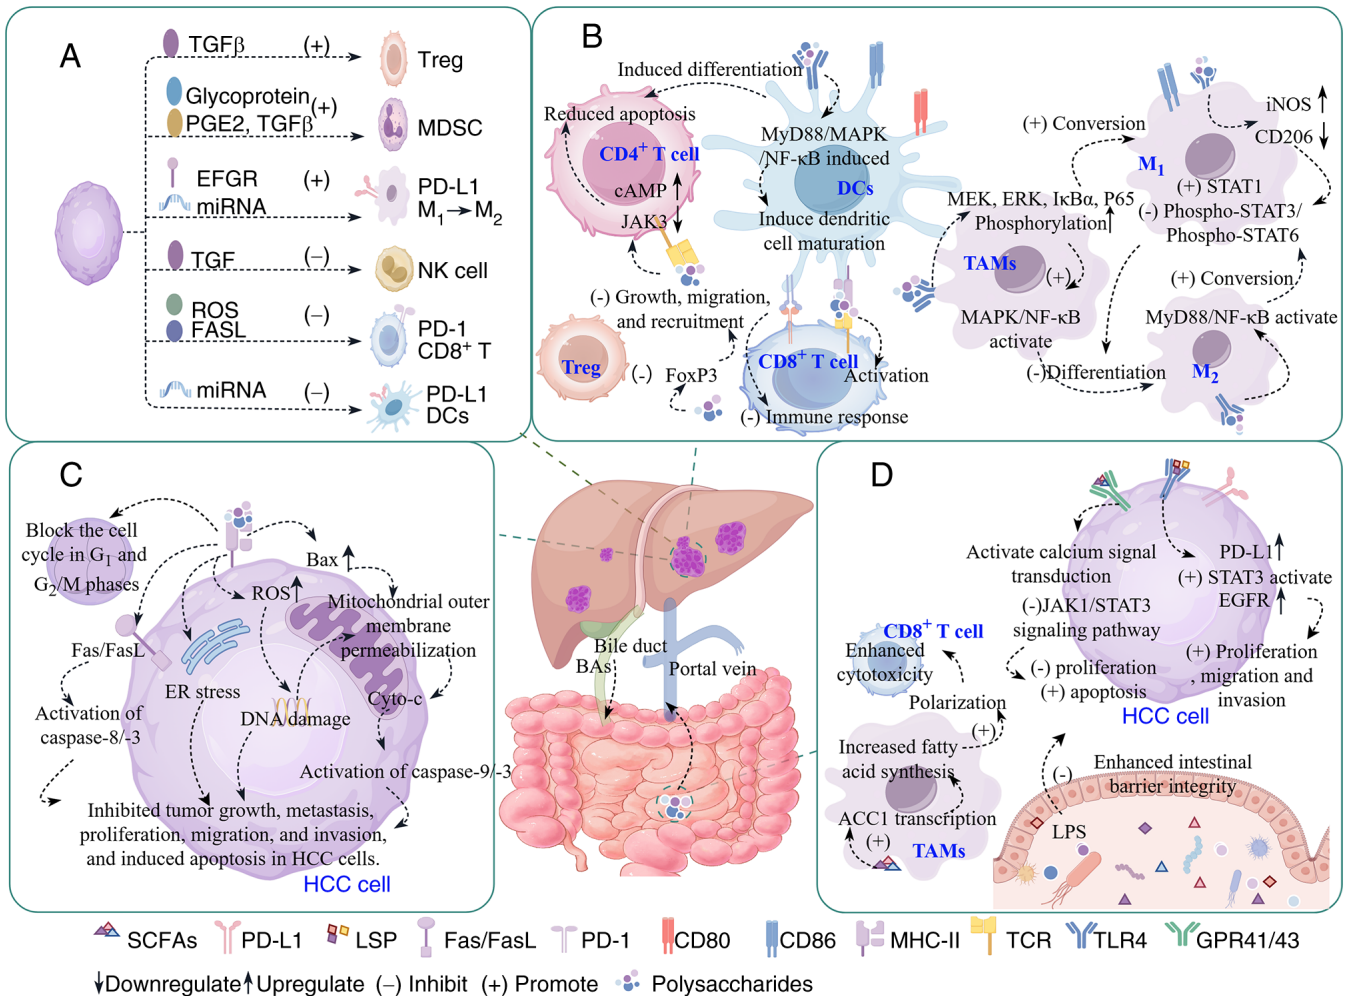 A
TGFβ
(+)
Treg
Glycoprotein
(+)
PGE2, TGFβ
MDSC
EFGR
(+)
miRNA
PD-L1
M1→M2
TGF
(−)
NK cell
ROS
(−)
FASL
PD-1
CD8+ T
miRNA
(−)
PD-L1
DCs
B
Induced differentiation
Reduced apoptosis
CD4+ T cell
cAMP
JAK3
MyD88/MAPK
/NF-κB induced
DCs
Induce dendritic
cell maturation
(-) Growth, migration,
and recruitment
Treg
(-)
FoxP3
CD8+ T cell
Activation
(-) Immune response
(+) Conversion
iNOS
CD206
M1
(+) STAT1
(-) Phospho-STAT3/
Phospho-STAT6
MEK, ERK, IκBα, P65
Phosphorylation
TAMs
(+)
MAPK/NF-κB
activate
(+) Conversion
MyD88/NF-κB activate
(-)Differentiation
M2
C
Block the cell
cycle in G1 and
G2/M phases
Bax
ROS
Mitochondrial outer
membrane
permeabilization
Fas/FasL
ER stress
Cyto-c
DNA damage
Activation of
caspase-8/-3
Activation of caspase-9/-3
Inhibited tumor growth, metastasis,
proliferation, migration, and invasion,
and induced apoptosis in HCC cells.
HCC cell
Bile duct
BAs
Portal vein
D
Activate calcium signal
transduction
(-)JAK1/STAT3
signaling pathway
(-) proliferation
(+) apoptosis
PD-L1
(+) STAT3 activate
EGFR
(+) Proliferation
, migration and
invasion
HCC cell
CD8+ T cell
Enhanced
cytotoxicity
Polarization
(+)
Increased fatty
acid synthesis
ACC1 transcription
(+)
TAMs
(-)
Enhanced intestinal
barrier integrity
LPS
SCFAs
PD-L1
LSP
Fas/FasL
PD-1
CD80
CD86
MHC-II
TCR
TLR4
GPR41/43
↓Downregulate ↑Upregulate (−) Inhibit (+) Promote Polysaccharides